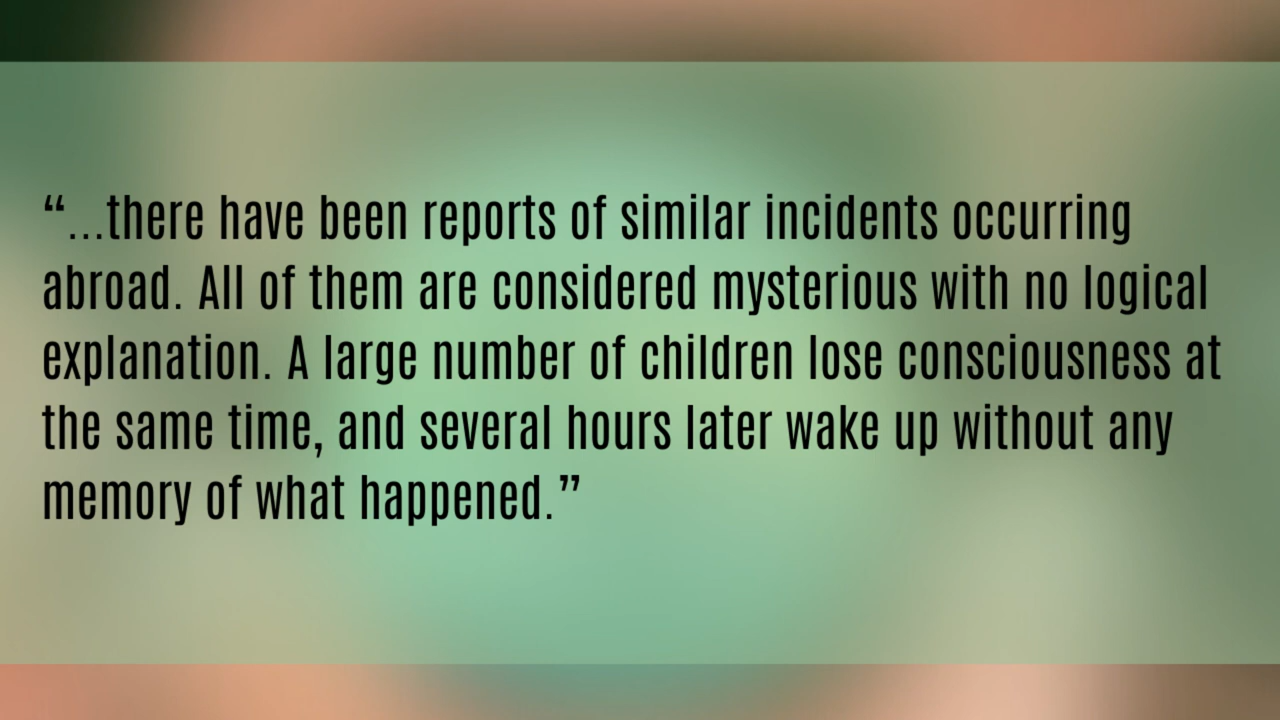 “...there have been reports of similar incidents occurring
abroad. All of them are considered mysterious with no logical
explanation. A large number of children lose consciousness at
the same time, and several hours later wake up without any
memory of what happened.”